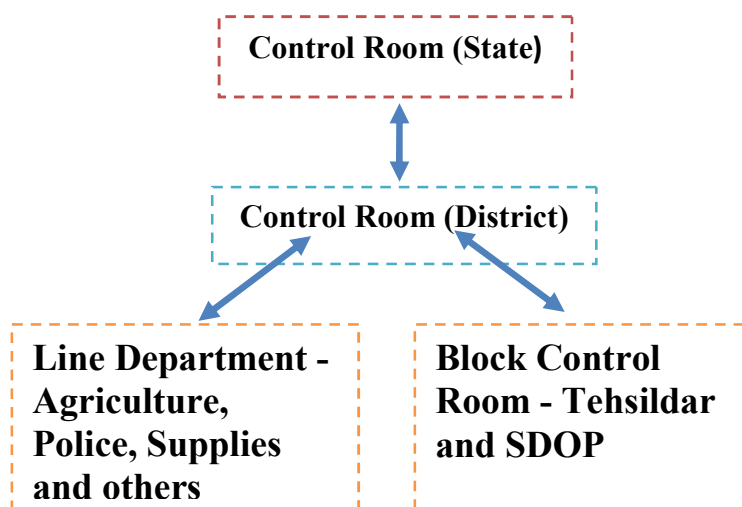 Control Room (State)
Control Room (District)
Line Department -
Agriculture,
Police, Supplies
and others
Block Control
Room - Tehsildar
and SDOP